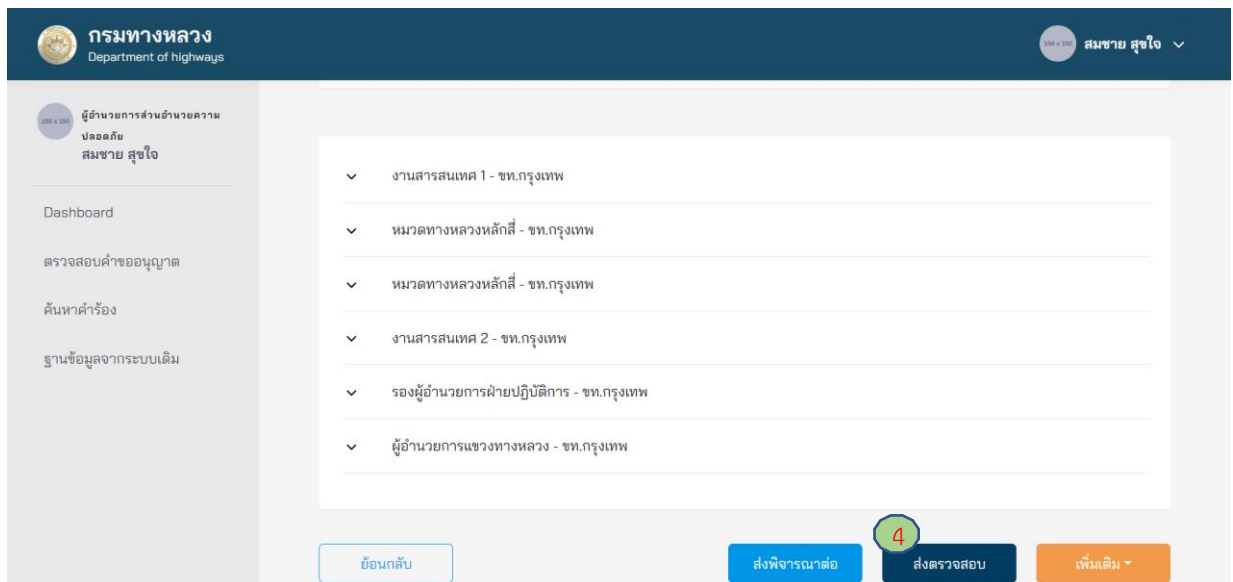 กรมทางหลวง
Department of highways
สมชาย สุขใจ
ผู้อำนวยการส่วนอำนวยความ
ปลอดภัย
สมชาย สุขใจ
Dashboard
ตรวจสอบคำขออนุญาต
ค้นหาคำร้อง
ฐานข้อมูลจากระบบเดิม
งานสารสนเทศ 1 - ขท.กรุงเทพ
หมวดทางหลวงหลักสี่ - ขท.กรุงเทพ
หมวดทางหลวงหลักสี่ - ขท.กรุงเทพ
งานสารสนเทศ 2 - ขท.กรุงเทพ
รองผู้อำนวยการฝ่ายปฏิบัติการ - ขท.กรุงเทพ
ผู้อำนวยการแขวงทางหลวง - ขท.กรุงเทพ
4
ย้อนกลับ
ส่งพิจารณาต่อ
ส่งตรวจสอบ
เพิ่มเติม